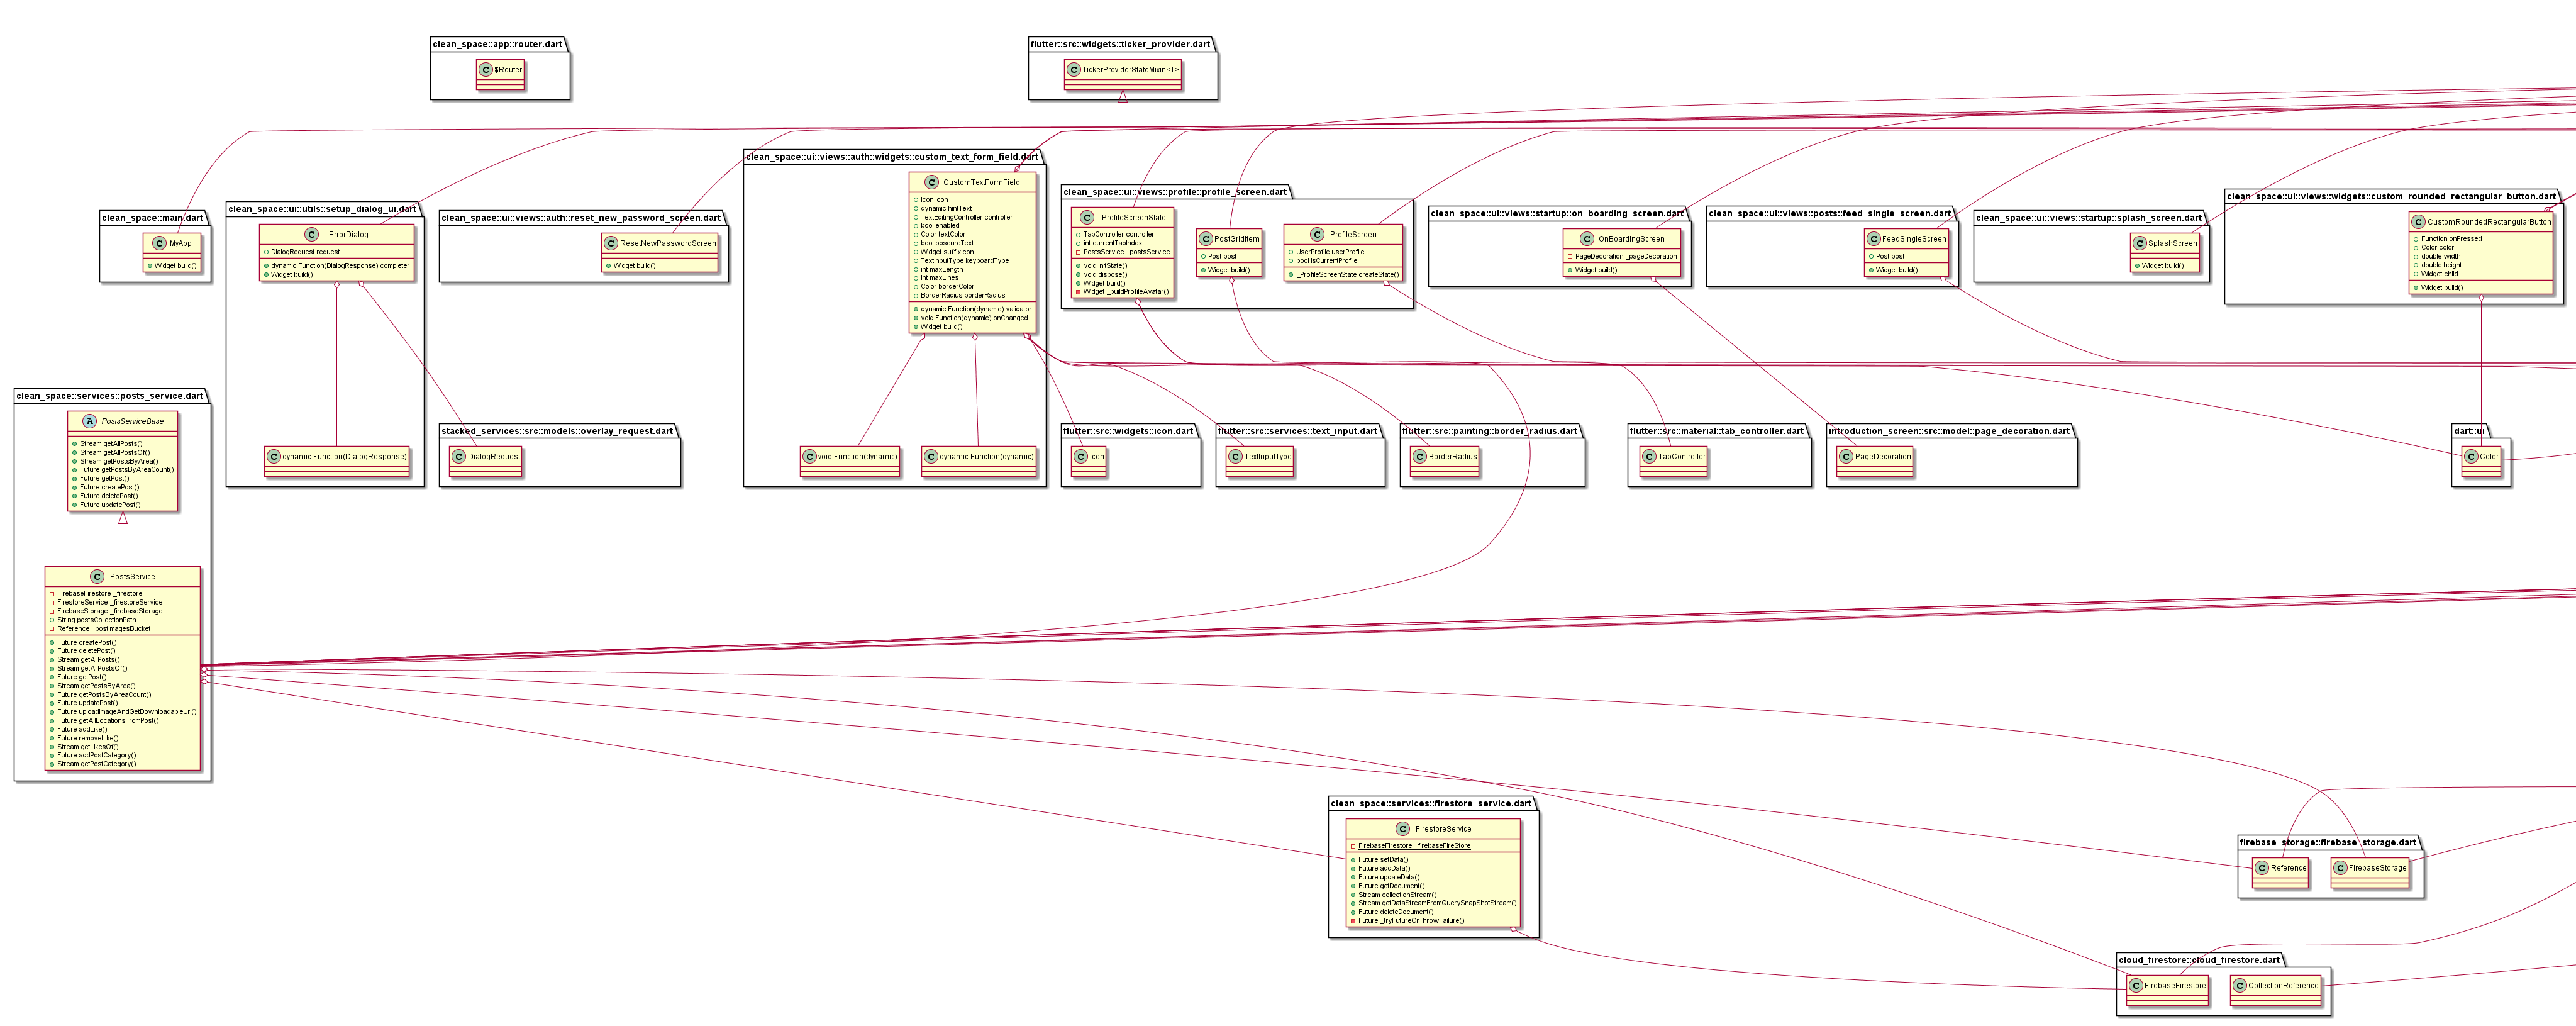 clean_space::app::router.dart
C $Router
flutter::src::widgets::ticker_provider.dart
C TickerProviderStateMixin<T>
clean_space::main.dart
C MyApp
Widget build()
clean_space::ui::utils::setup_dialog_ui.dart
C _ErrorDialog
DialogRequest request
dynamic Function(DialogResponse) completer
Widget build()
C dynamic Function(DialogResponse)
clean_space::ui::views::auth::reset_new_password_screen.dart
C ResetNewPasswordScreen
Widget build()
clean_space::ui::views::auth::widgets::custom_text_form_field.dart
C CustomTextFormField
Icon icon
dynamic hintText
TextEditingController controller
bool enabled
Color textColor
bool obscureText
Widget suffixIcon
TextInputType keyboardType
int maxLength
int maxLines
Color borderColor
BorderRadius borderRadius
dynamic Function(dynamic) validator
void Function(dynamic) onChanged
Widget build()
C void Function(dynamic)
C dynamic Function(dynamic)
clean_space::ui::views::profile::profile_screen.dart
C _ProfileScreenState
TabController controller
int currentTabIndex
PostsService _postsService
void initState()
void dispose()
Widget build()
Widget _buildProfileAvatar()
C PostGridItem
Post post
Widget build()
C ProfileScreen
UserProfile userProfile
bool isCurrentProfile
_ProfileScreenState createState()
clean_space::ui::views::startup::on_boarding_screen.dart
C OnBoardingScreen
PageDecoration _pageDecoration
Widget build()
clean_space::ui::views::posts::feed_single_screen.dart
C FeedSingleScreen
Post post
Widget build()
clean_space::ui::views::startup::splash_screen.dart
C SplashScreen
Widget build()
clean_space::ui::views::widgets::custom_rounded_rectangular_button.dart
C CustomRoundedRectangularButton
Function onPressed
Color color
double width
double height
Widget child
Widget build()
clean_space::services::posts_service.dart
A PostsServiceBase
Stream getAllPosts()
Stream getAllPostsOf()
Stream getPostsByArea()
Future getPostsByAreaCount()
Future getPost()
Future createPost()
Future deletePost()
Future updatePost()
C PostsService
FirebaseFirestore _firestore
FirestoreService _firestoreService
FirebaseStorage _firebaseStorage
String postsCollectionPath
Reference _postImagesBucket
Future createPost()
Future deletePost()
Stream getAllPosts()
Stream getAllPostsOf()
Future getPost()
Stream getPostsByArea()
Future getPostsByAreaCount()
Future updatePost()
Future uploadImageAndGetDownloadableUrl()
Future getAllLocationsFromPost()
Future addLike()
Future removeLike()
Stream getLikesOf()
Future addPostCategory()
Stream getPostCategory()
stacked_services::src::models::overlay_request.dart
C DialogRequest
flutter::src::widgets::icon.dart
C Icon
flutter::src::services::text_input.dart
C TextInputType
flutter::src::painting::border_radius.dart
C BorderRadius
flutter::src::material::tab_controller.dart
C TabController
introduction_screen::src::model::page_decoration.dart
C PageDecoration
dart::ui
C Color
clean_space::services::firestore_service.dart
C FirestoreService
FirebaseFirestore _firebaseFireStore
Future setData()
Future addData()
Future updateData()
Future getDocument()
Stream collectionStream()
Stream getDataStreamFromQuerySnapShotStream()
Future deleteDocument()
Future _tryFutureOrThrowFailure()
firebase_storage::firebase_storage.dart
C Reference
C FirebaseStorage
cloud_firestore::cloud_firestore.dart
C FirebaseFirestore
C CollectionReference